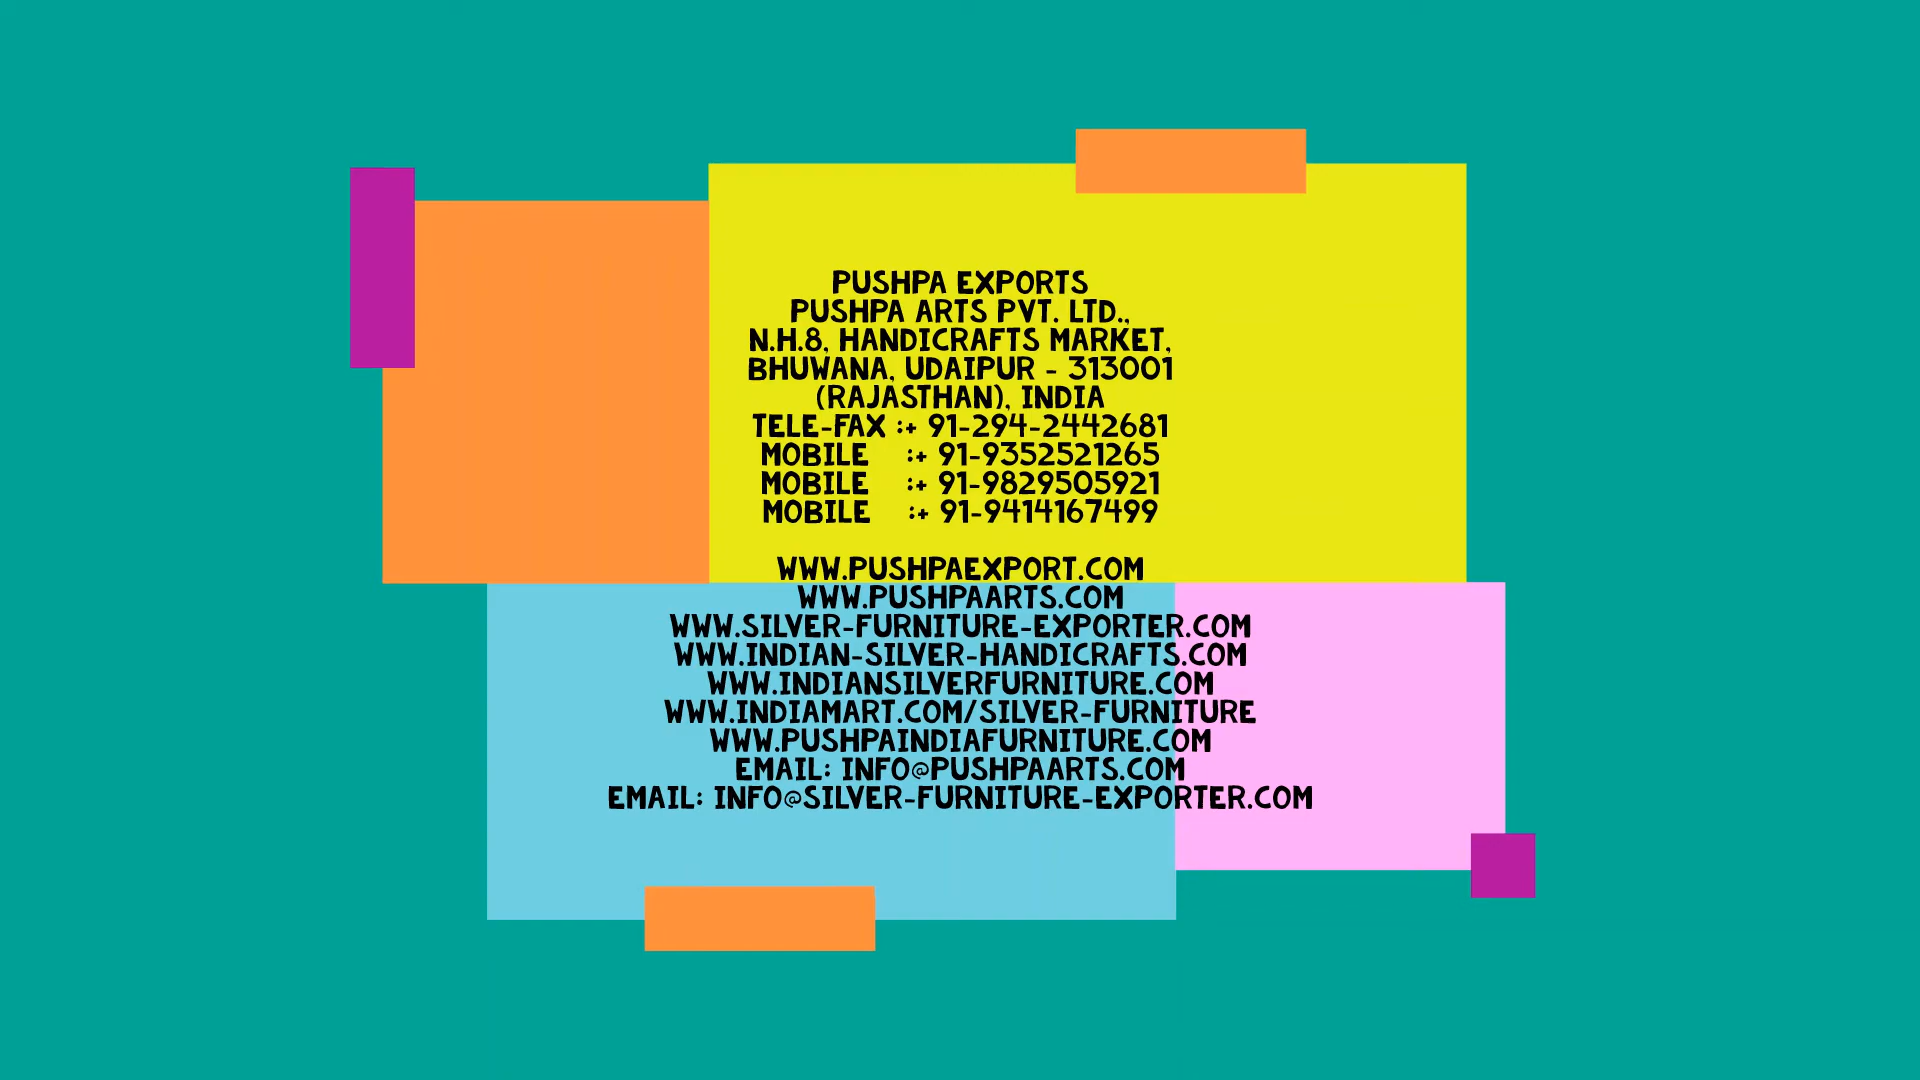 PUSHPA EXPORTS
PUSHPA ARTS PVT. LTD.,
N.H.8, HANDICRAFTS MARKET,
BHUWANA, UDAIPUR - 313001
(RAJASTHAN), INDIA
TELE-FAX :+ 91-294-2442681
MOBILE :+ 91-9352521265
MOBILE :+ 91-9829505921
MOBILE :+ 91-9414167499
WWW.PUSHPAEXPORT.COM
WWW.PUSHPAARTS.COM
WWW.SILVER-FURNITURE-EXPORTER.COM
WWW.INDIAN-SILVER-HANDICRAFTS.COM
WWW.INDIANSILVERFURNITURE.COM
WWW.INDIAMART.COM/SILVER-FURNITURE
WWW.PUSHPAINDIAFURNITURE.COM
EMAIL: INFO@PUSHPAARTS.COM
EMAIL: INFO@SILVER-FURNITURE-EXPORTER.COM